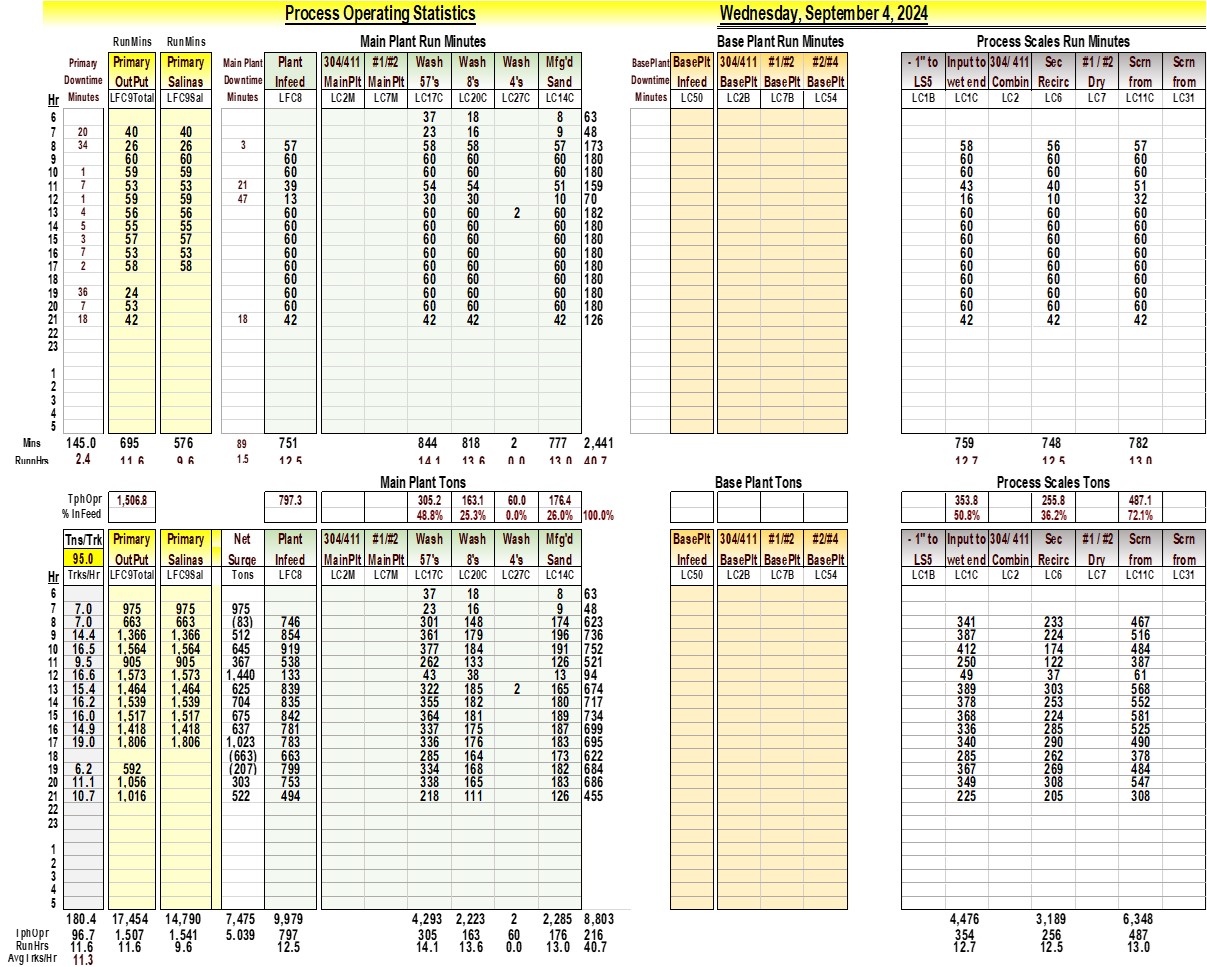 Process Operating Statistics Wednesday, September 4, 2024
RunMins RunMins Main Plant Run Minutes Base Plant Run Minutes Process Scales Run Minutes
Primary Primary Primary Main Plant Plant 304/411 #1/#2 Wash Wash Wash Mfg'd BasePlant BasePlt 304/411 #1/#2 #2/#4 - 1" to Input to 304/ 411 Sec #1 / #2 Scrn Scrn
Downtime OutPut Salinas Downtime Infeed MainPlt MainPlt 57's 8's 4's Sand Downtime Infeed BasePlt BasePlt BasePlt LS5 wet end Combin Recirc Dry from from
Hr Minutes LFC9Total LFC9Sal Minutes LFC8 LC2M LC7M LC17C LC20C LC27C LC14C Minutes LC50 LC2B LC7B LC54 LC1B LC1C LC2 LC6 LC7 LC11C LC31
6 37 18 8 63
7 20 40 40 23 16 9 48
8 34 26 26 3 57 58 58 57 173 58 56 57
9 60 60 60 60 60 60 180 60 60 60
10 1 59 59 60 60 60 60 180 60 60 60
11 7 53 53 21 39 54 54 51 159 43 40 51
12 1 59 59 47 13 30 30 10 70 16 10 32
13 4 56 56 60 60 60 2 60 182 60 60 60
14 5 55 55 60 60 60 60 180 60 60 60
15 3 57 57 60 60 60 60 180 60 60 60
16 7 53 53 60 60 60 60 180 60 60 60
17 2 58 58 60 60 60 60 180 60 60 60
18 60 60 60 60 180 60 60 60
19 36 24 60 60 60 60 180 60 60 60
20 7 53 60 60 60 60 180 60 60 60
21 18 42 18 42 42 42 42 126 42 42 42
22
23
1
2
3
4
5
Mins 145.0 695 576 89 751 844 818 2 777 2,441 759 748 782
RunnHrs 2.4 11.6 9.6 1.5 12.5 14.1 13.6 0.0 13.0 40.7 12.7 12.5 13.0
Main Plant Tons Base Plant Tons Process Scales Tons
TphOpr 1,506.8 797.3 305.2 163.1 60.0 176.4 353.8 255.8 487.1
% InFeed 48.8% 25.3% 0.0% 26.0% 100.0% 50.8% 36.2% 72.1%
Tns/Trk Primary Primary Net Plant 304/411 #1/#2 Wash Wash Wash Mfg'd BasePlt 304/411 #1/#2 #2/#4 - 1" to Input to 304/ 411 Sec #1 / #2 Scrn Scrn
95.0 OutPut Salinas Surge Infeed MainPlt MainPlt 57's 8's 4's Sand Infeed BasePlt BasePlt BasePlt LS5 wet end Combin Recirc Dry from from
Hr Trks/Hr LFC9Total LFC9Sal Tons LFC8 LC2M LC7M LC17C LC20C LC27C LC14C LC50 LC2B LC7B LC54 LC1B LC1C LC2 LC6 LC7 LC11C LC31
6 37 18 8 63
7 7.0 975 975 975 23 16 9 48
8 7.0 663 663 (83) 746 301 148 174 623 341 233 467
9 14.4 1,366 1,366 512 854 361 179 196 736 387 224 516
10 16.5 1,564 1,564 645 919 377 184 191 752 412 174 484
11 9.5 905 905 367 538 262 133 126 521 250 122 387
12 16.6 1,573 1,573 1,440 133 43 38 13 94 49 37 61
13 15.4 1,464 1,464 625 839 322 185 2 165 674 389 303 568
14 16.2 1,539 1,539 704 835 355 182 180 717 378 253 552
15 16.0 1,517 1,517 675 842 364 181 189 734 368 224 581
16 14.9 1,418 1,418 637 781 337 175 187 699 336 285 525
17 19.0 1,806 1,806 1,023 783 336 176 183 695 340 290 490
18 (663) 663 285 164 173 622 285 262 378
19 6.2 592 (207) 799 334 168 182 684 367 269 484
20 11.1 1,056 303 753 338 165 183 686 349 308 547
21 10.7 1,016 522 494 218 111 126 455 225 205 308
22
23
1
2
3
4
5
180.4 17,454 14,790 7,475 9,979 4,293 2,223 2 2,285 8,803 4,476 3,189 6,348
TphOpr 96.7 1,507 1,541 5.039 797 305 163 60 176 216 354 256 487
RunHrs 11.6 11.6 9.6 12.5 14.1 13.6 0.0 13.0 40.7 12.7 12.5 13.0
AvgTrks/Hr 11.3